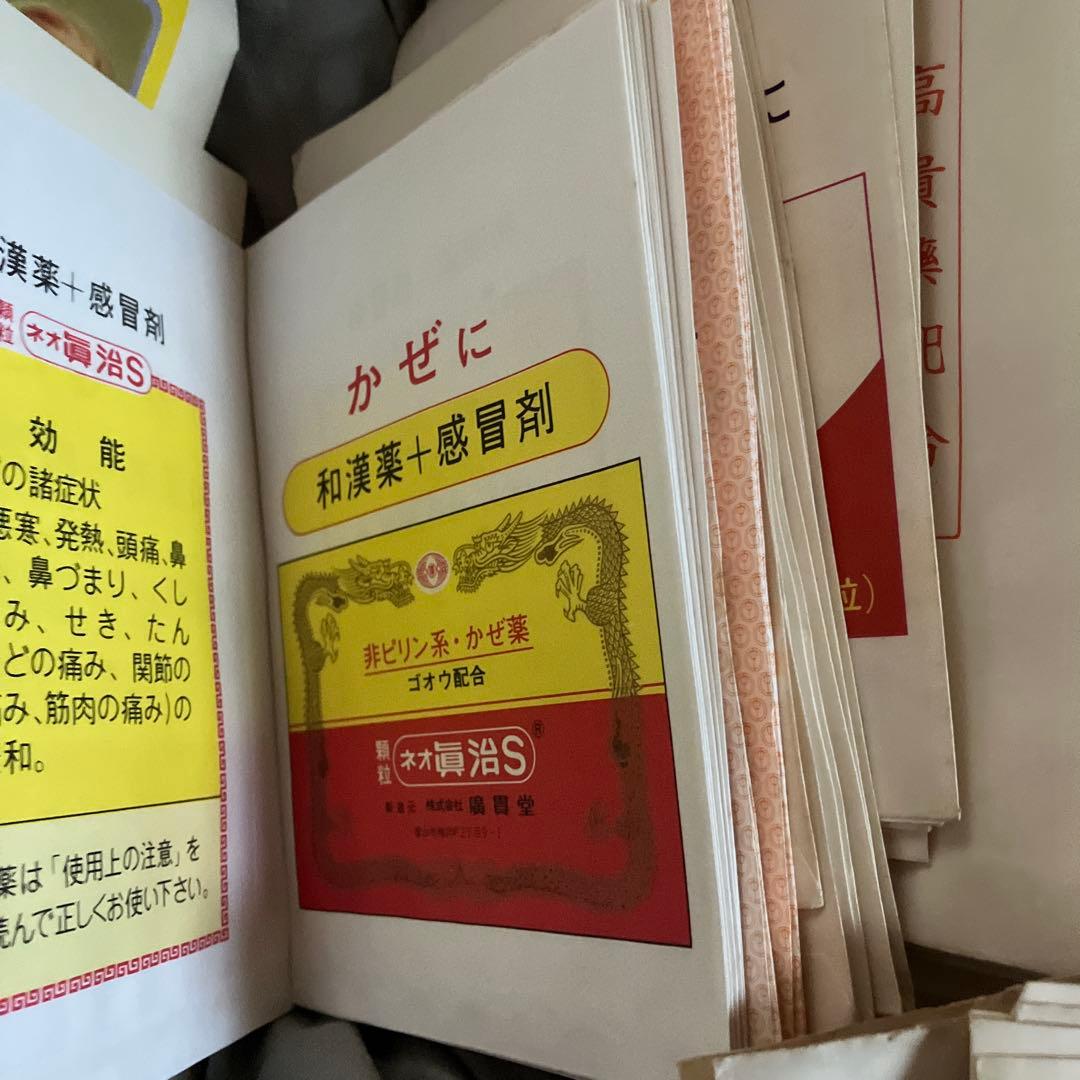 漢薬＋感冒剤
顆粒
ネオ眞治S
効能
の諸症状
悪寒、発熱、頭痛、鼻
、鼻づまり、くし
み、せき、たん
どの痛み、関節の
み、筋肉の痛み)の
和。
薬は「使用上の注意」を
読んで正しくお使い下さい。
かぜに
和漢薬＋感冒剤
非ピリン系・かぜ薬
ゴオウ配合
顆粒
ネオ眞治S®
製造元 株式会社 廣貫堂
に
高貴薬配合